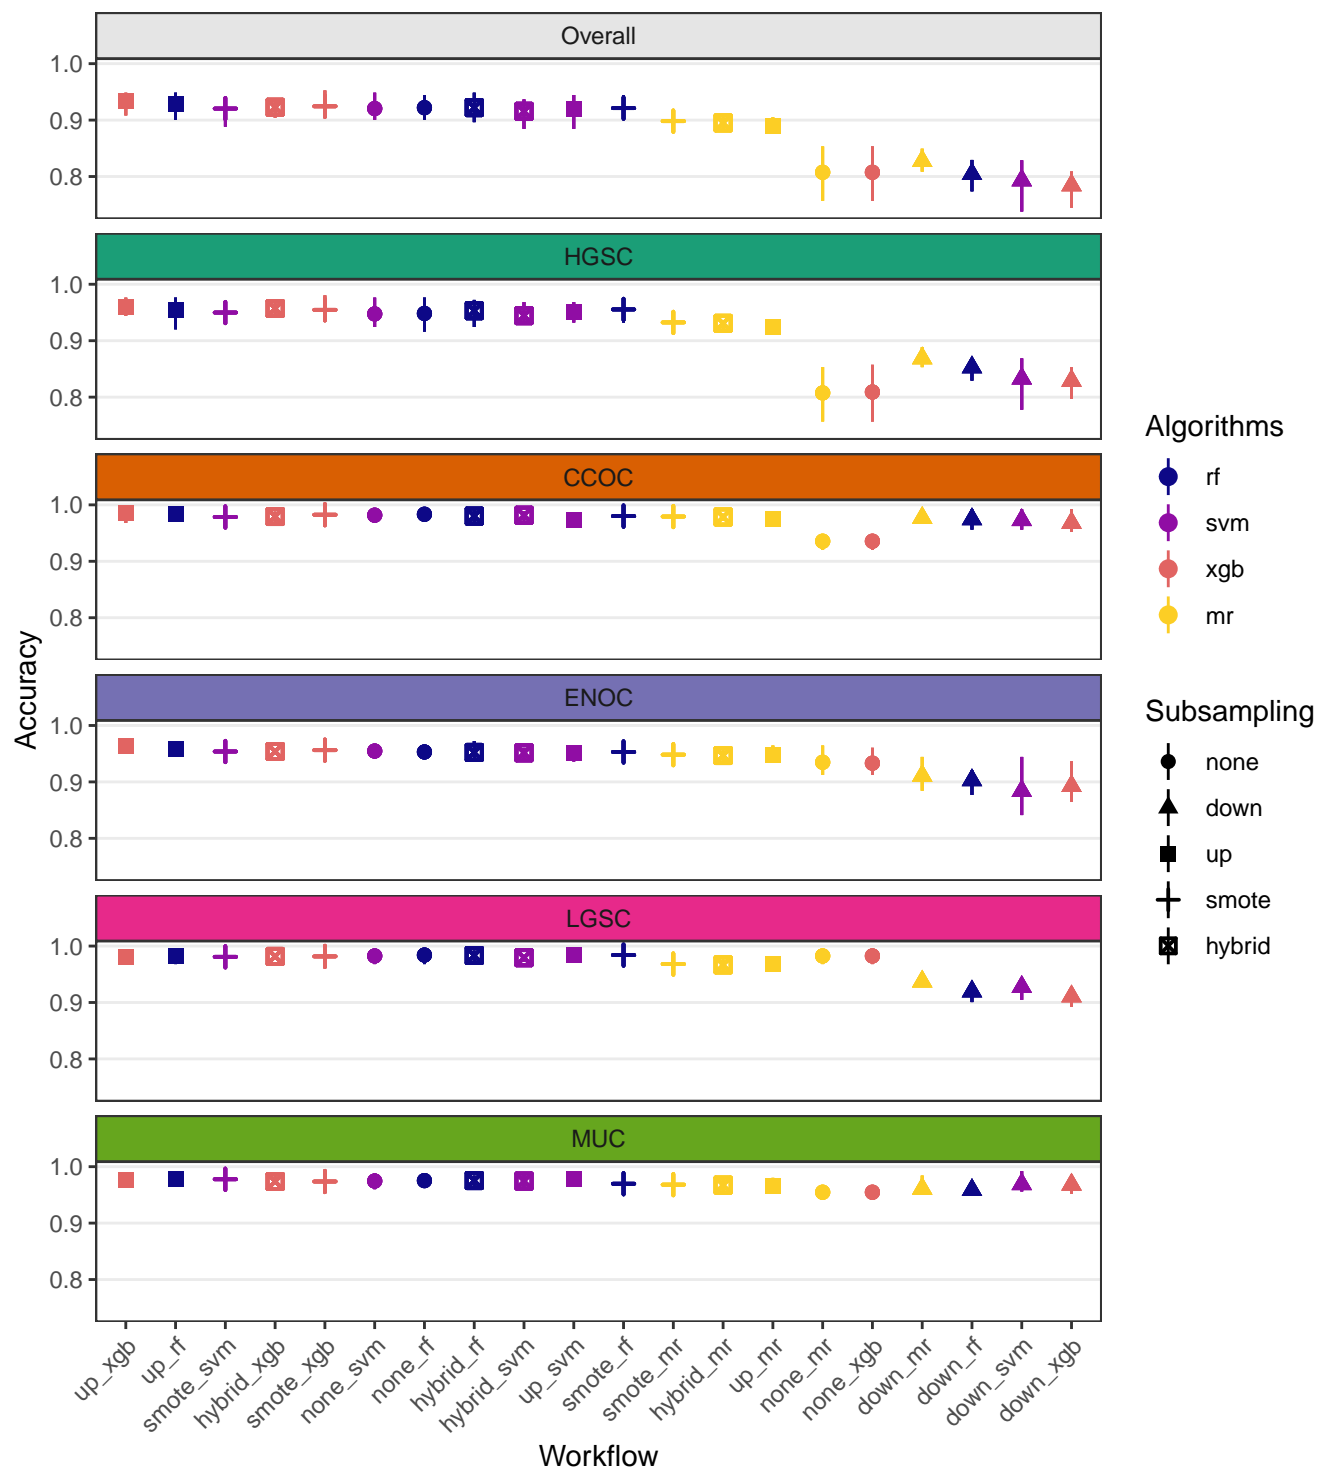 Overall
1.0
0.9
0.8
HGSC
1.0
0.9
0.8
CCOC
1.0
0.9
0.8
ENOC
1.0
0.9
0.8
LGSC
1.0
0.9
0.8
MUC
1.0
0.9
0.8
Accuracy
up_xgb
up_rf
smote_svm
hybrid_xgb
smote_xgb
none_svm
none_rf
hybrid_rf
hybrid_svm
up_svm
smote_rf
smote_mr
hybrid_mr
up_mr
none_mr
none_xgb
down_mr
down_rf
down_svm
down_xgb
Workflow
Algorithms
rf
svm
xgb
mr
Subsampling
none
down
up
smote
hybrid